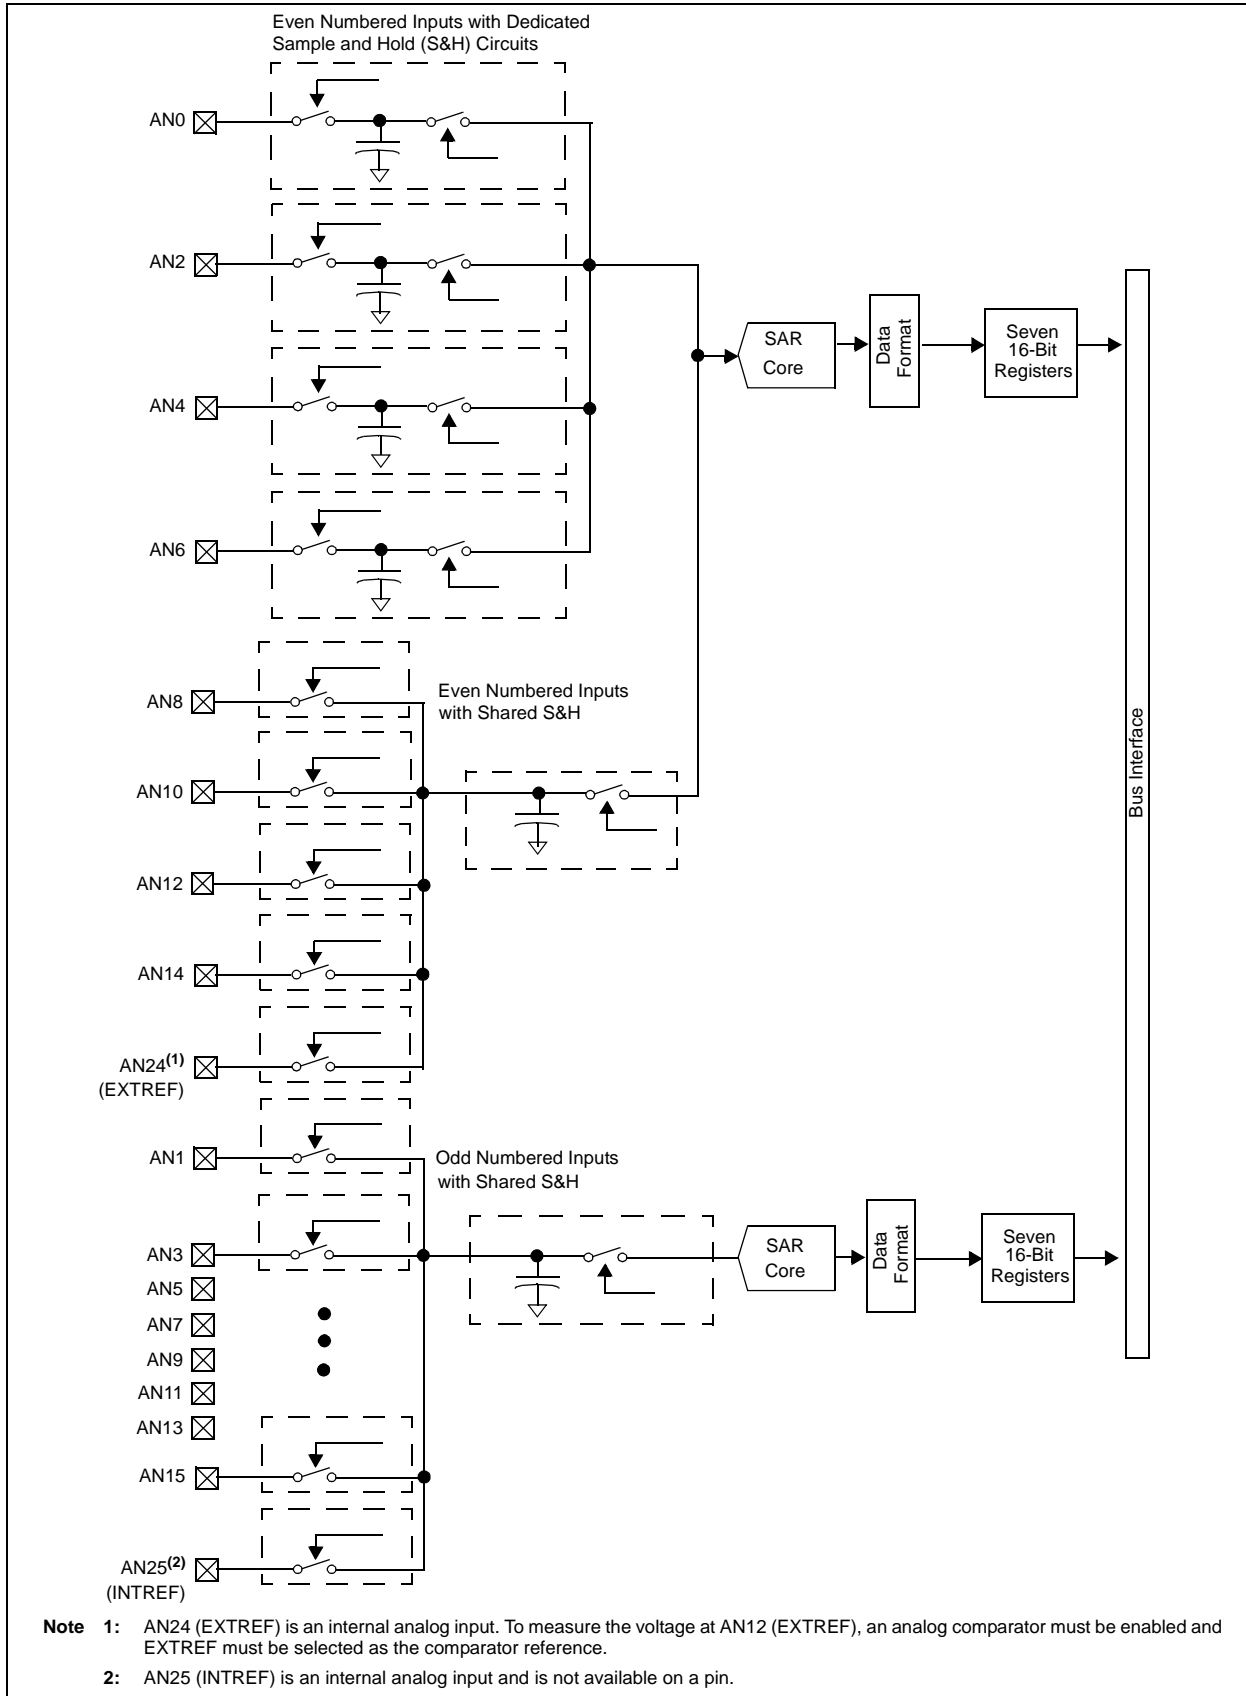 Even Numbered Inputs with Dedicated
Sample and Hold (S&H) Circuits
AN0
AN2
AN4
AN6
SAR
Core
Data
Format
Seven
16-Bit
Registers
Bus Interface
AN8
Even Numbered Inputs
with Shared S&H
AN10
AN12
AN14
AN24(1)
(EXTREF)
AN1
Odd Numbered Inputs
with Shared S&H
AN3
SAR
Core
Data
Format
Seven
16-Bit
Registers
AN5
AN7
AN9
AN11
AN13
AN15
AN25(2)
(INTREF)
Note 1: AN24 (EXTREF) is an internal analog input. To measure the voltage at AN12 (EXTREF), an analog comparator must be enabled and
EXTREF must be selected as the comparator reference.
2: AN25 (INTREF) is an internal analog input and is not available on a pin.